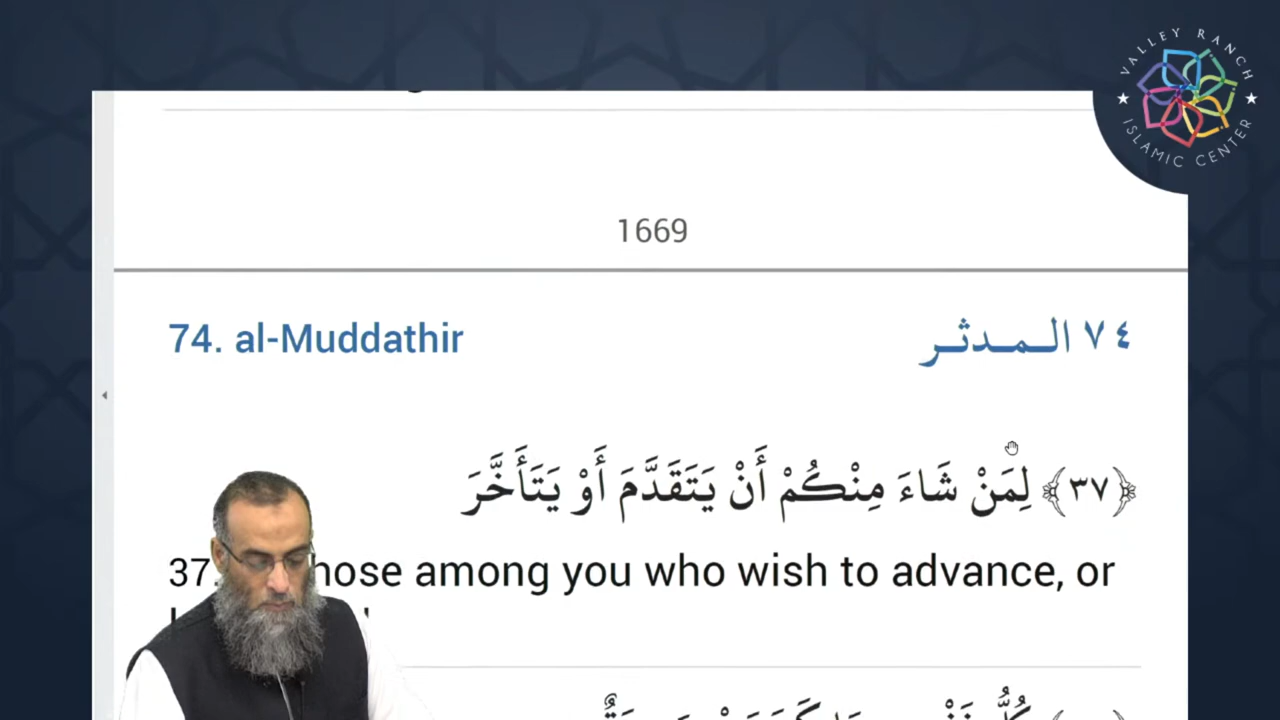 VALLEY RANCH
ISLAMIC CENTER
1669
74. al-Muddathir
٧٤ الـمـدثـر
﴿٣٧﴾ لِمَنْ شَاءَ مِنْكُمْ أَنْ يَتَقَدَّمَ أَوْ يَتَأَخَّرَ
37. hose among you who wish to advance, or
كُلُّ نَفْسٍ